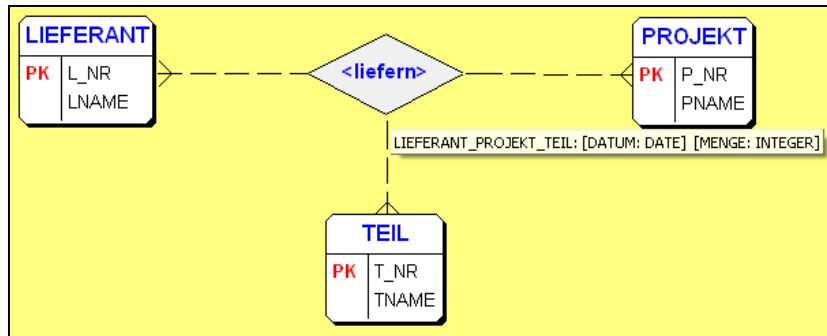 LIEFERANT
PK L_NR
LNAME
<liefern>
PROJEKT
PK P_NR
PNAME
LIEFERANT_PROJEKT_TEIL: [DATUM: DATE] [MENGE: INTEGER]
TEIL
PK T_NR
TNAME